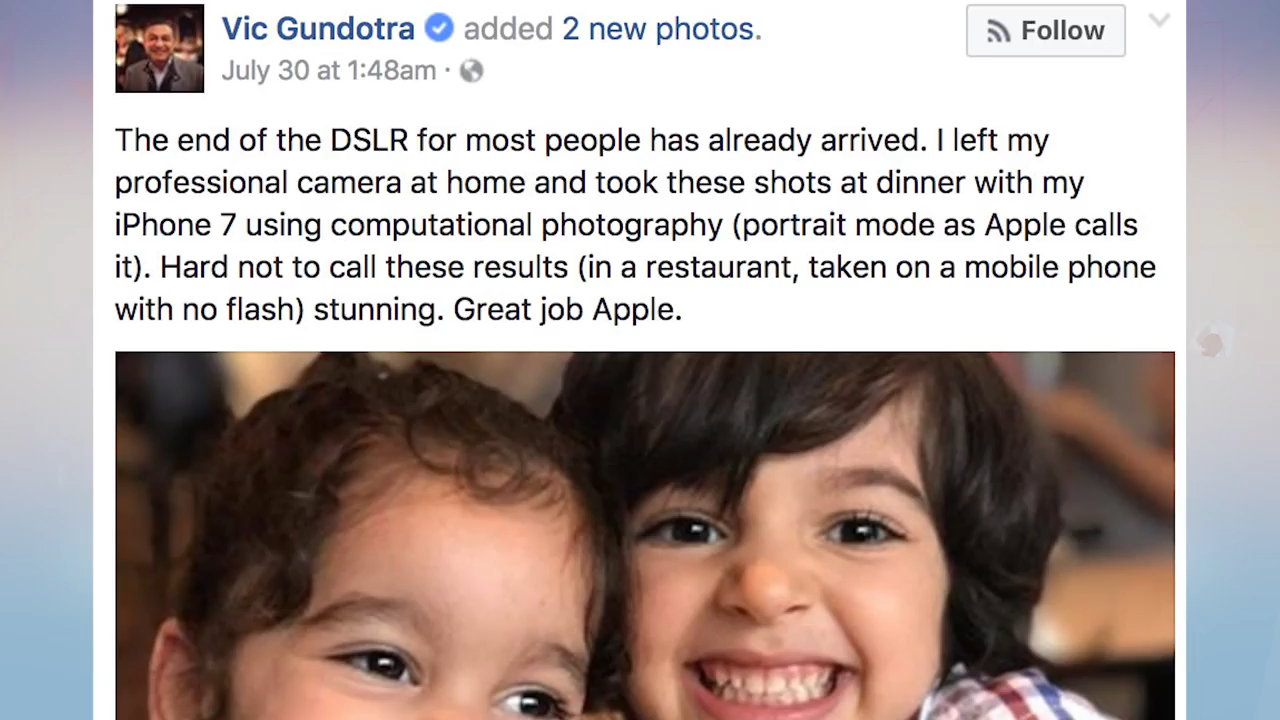 Vic Gundotra added 2 new photos.
Follow
July 30 at 1:48am ·
The end of the DSLR for most people has already arrived. I left my
professional camera at home and took these shots at dinner with my
iPhone 7 using computational photography (portrait mode as Apple calls
it). Hard not to call these results (in a restaurant, taken on a mobile phone
with no flash) stunning. Great job Apple.